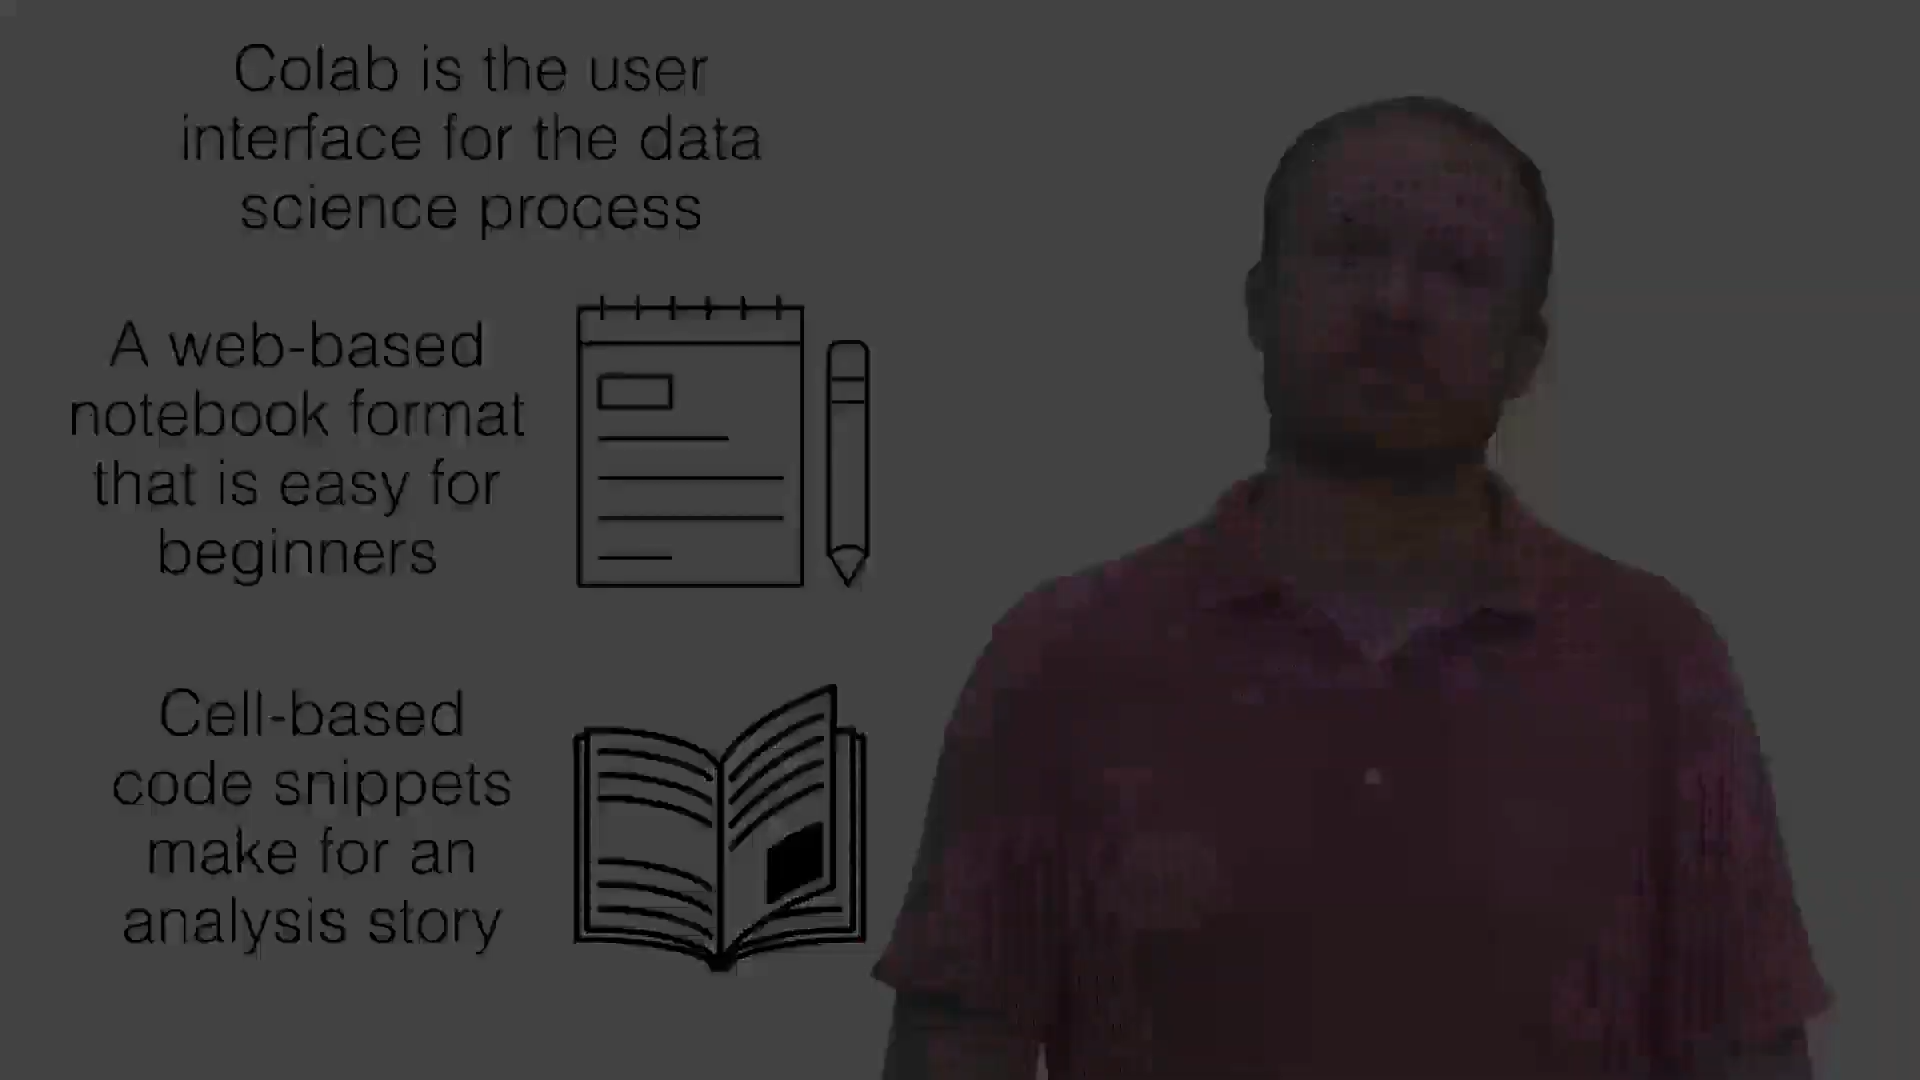 Colab is the user
interface for the data
science process
A web-based
notebook format
that is easy for
beginners
Cell-based
code snippets
make for an
analysis story